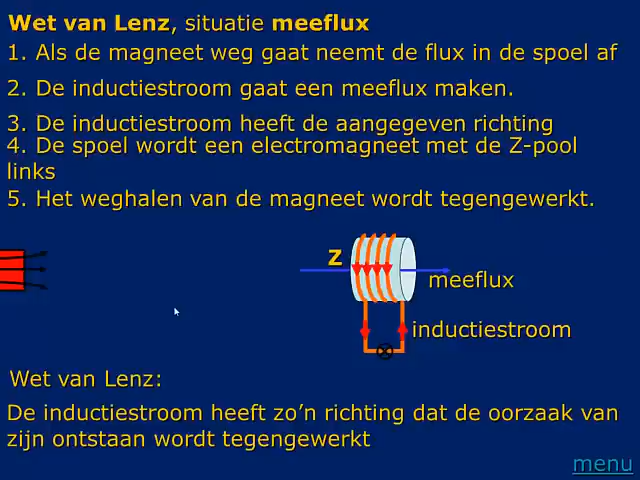 Wet van Lenz, situatie meeflux
1. Als de magneet weg gaat neemt de flux in de spoel af
2. De inductiestroom gaat een meeflux maken.
3. De inductiestroom heeft de aangegeven richting
4. De spoel wordt een electromagneet met de Z-pool
links
5. Het weghalen van de magneet wordt tegengewerkt.
Z
meeflux
inductiestroom
Wet van Lenz:
De inductiestroom heeft zo’n richting dat de oorzaak van
zijn ontstaan wordt tegengewerkt
menu